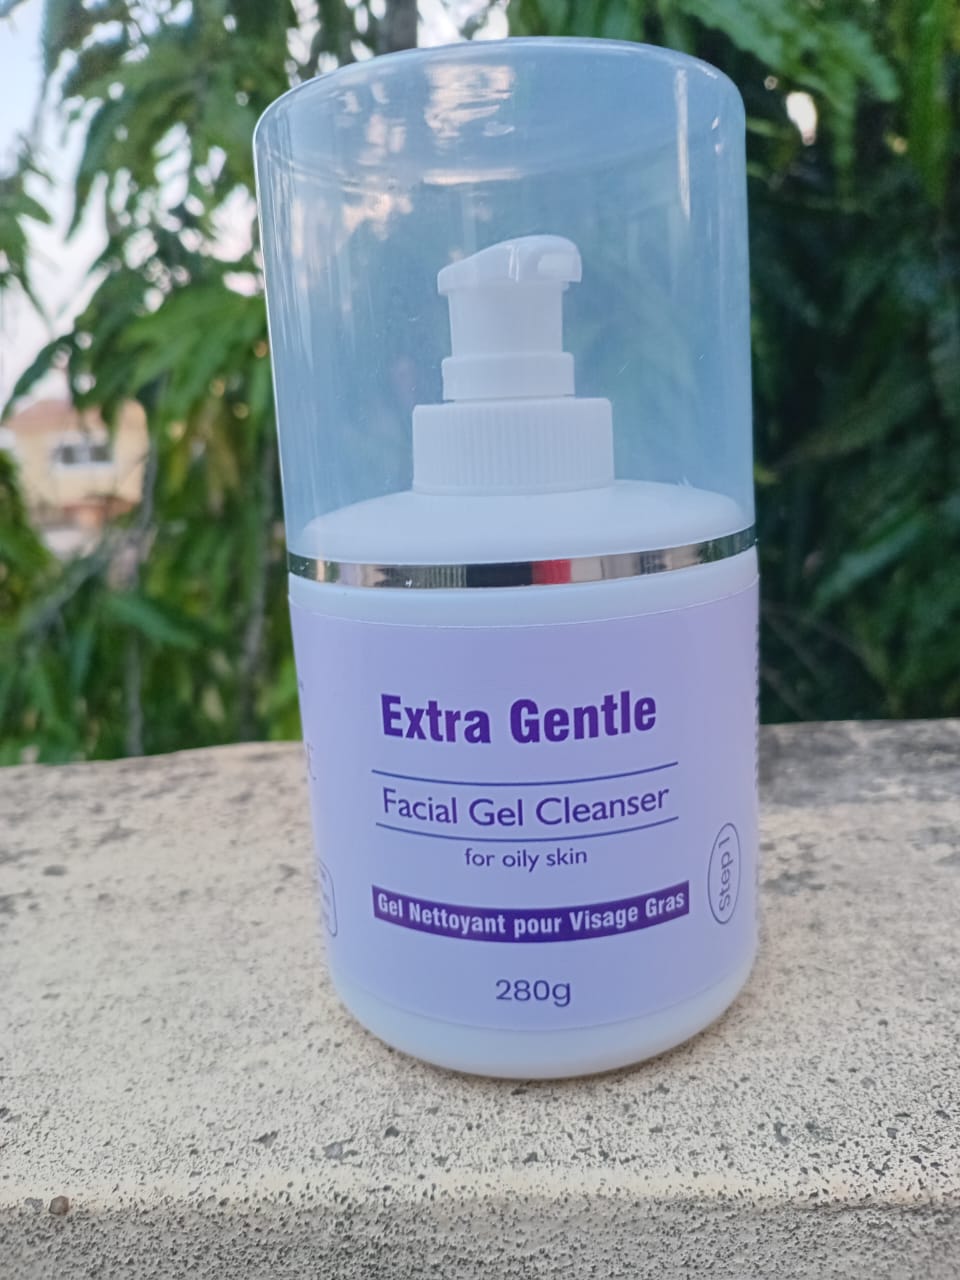 Extra Gentle
Facial Gel Cleanser
for oily skin
Gel Nettoyant pour Visage Gras
280g
Step 1